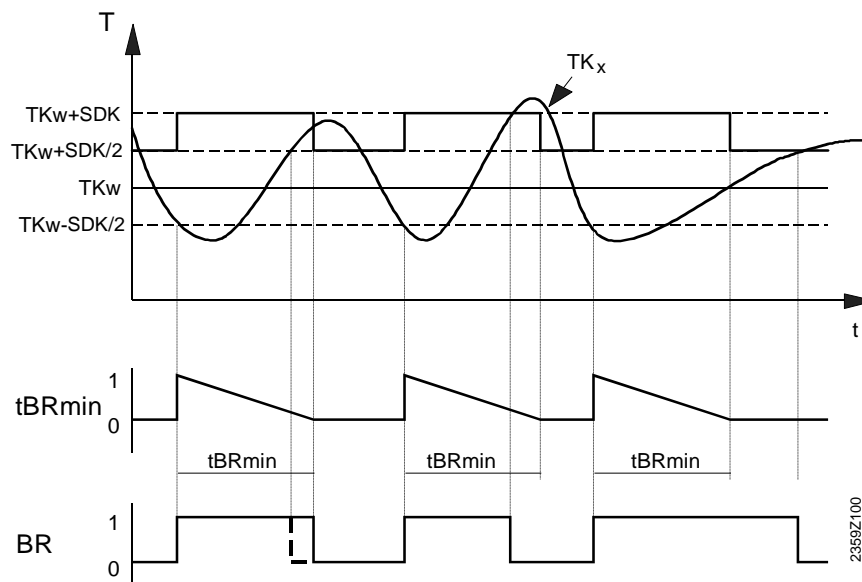 T
TKx
TKw+SDK
TKw+SDK/2
TKw
TKw-SDK/2
t
1
tBRmin
0
tBRmin tBRmin tBRmin
1
BR
0
2359Z100